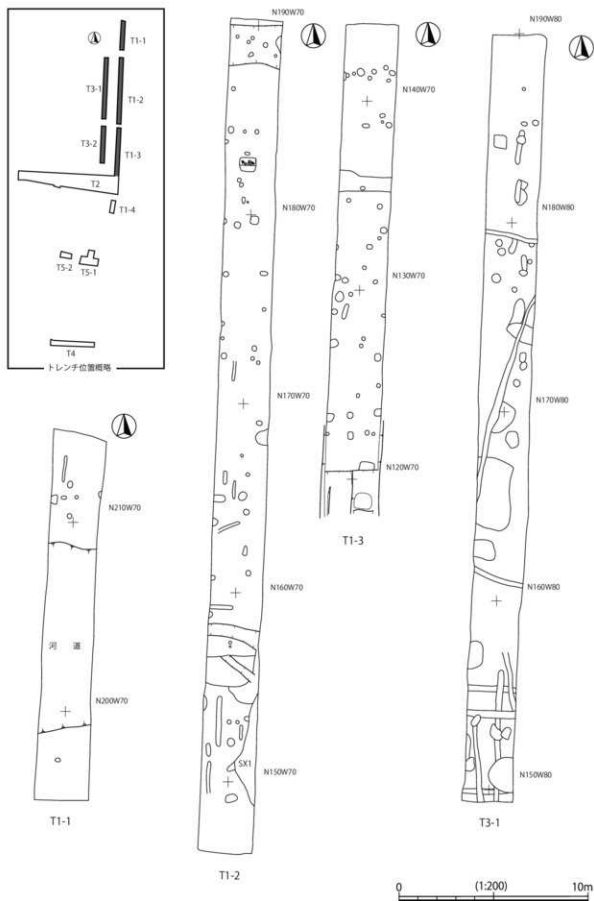 T1-1
T3-1
T1-2
T3-2
T1-3
T2
T1-4
T5-2
T5-1
T4
トレンチ位置概略
N210W70
河道
N200W70
T1-1
N190W70
N180W70
N170W70
N160W70
SX1
N150W70
T1-2
N140W70
N130W70
N120W70
T1-3
N190W80
N180W80
N170W80
N160W80
N150W80
T3-1
0 (1:200) 10m